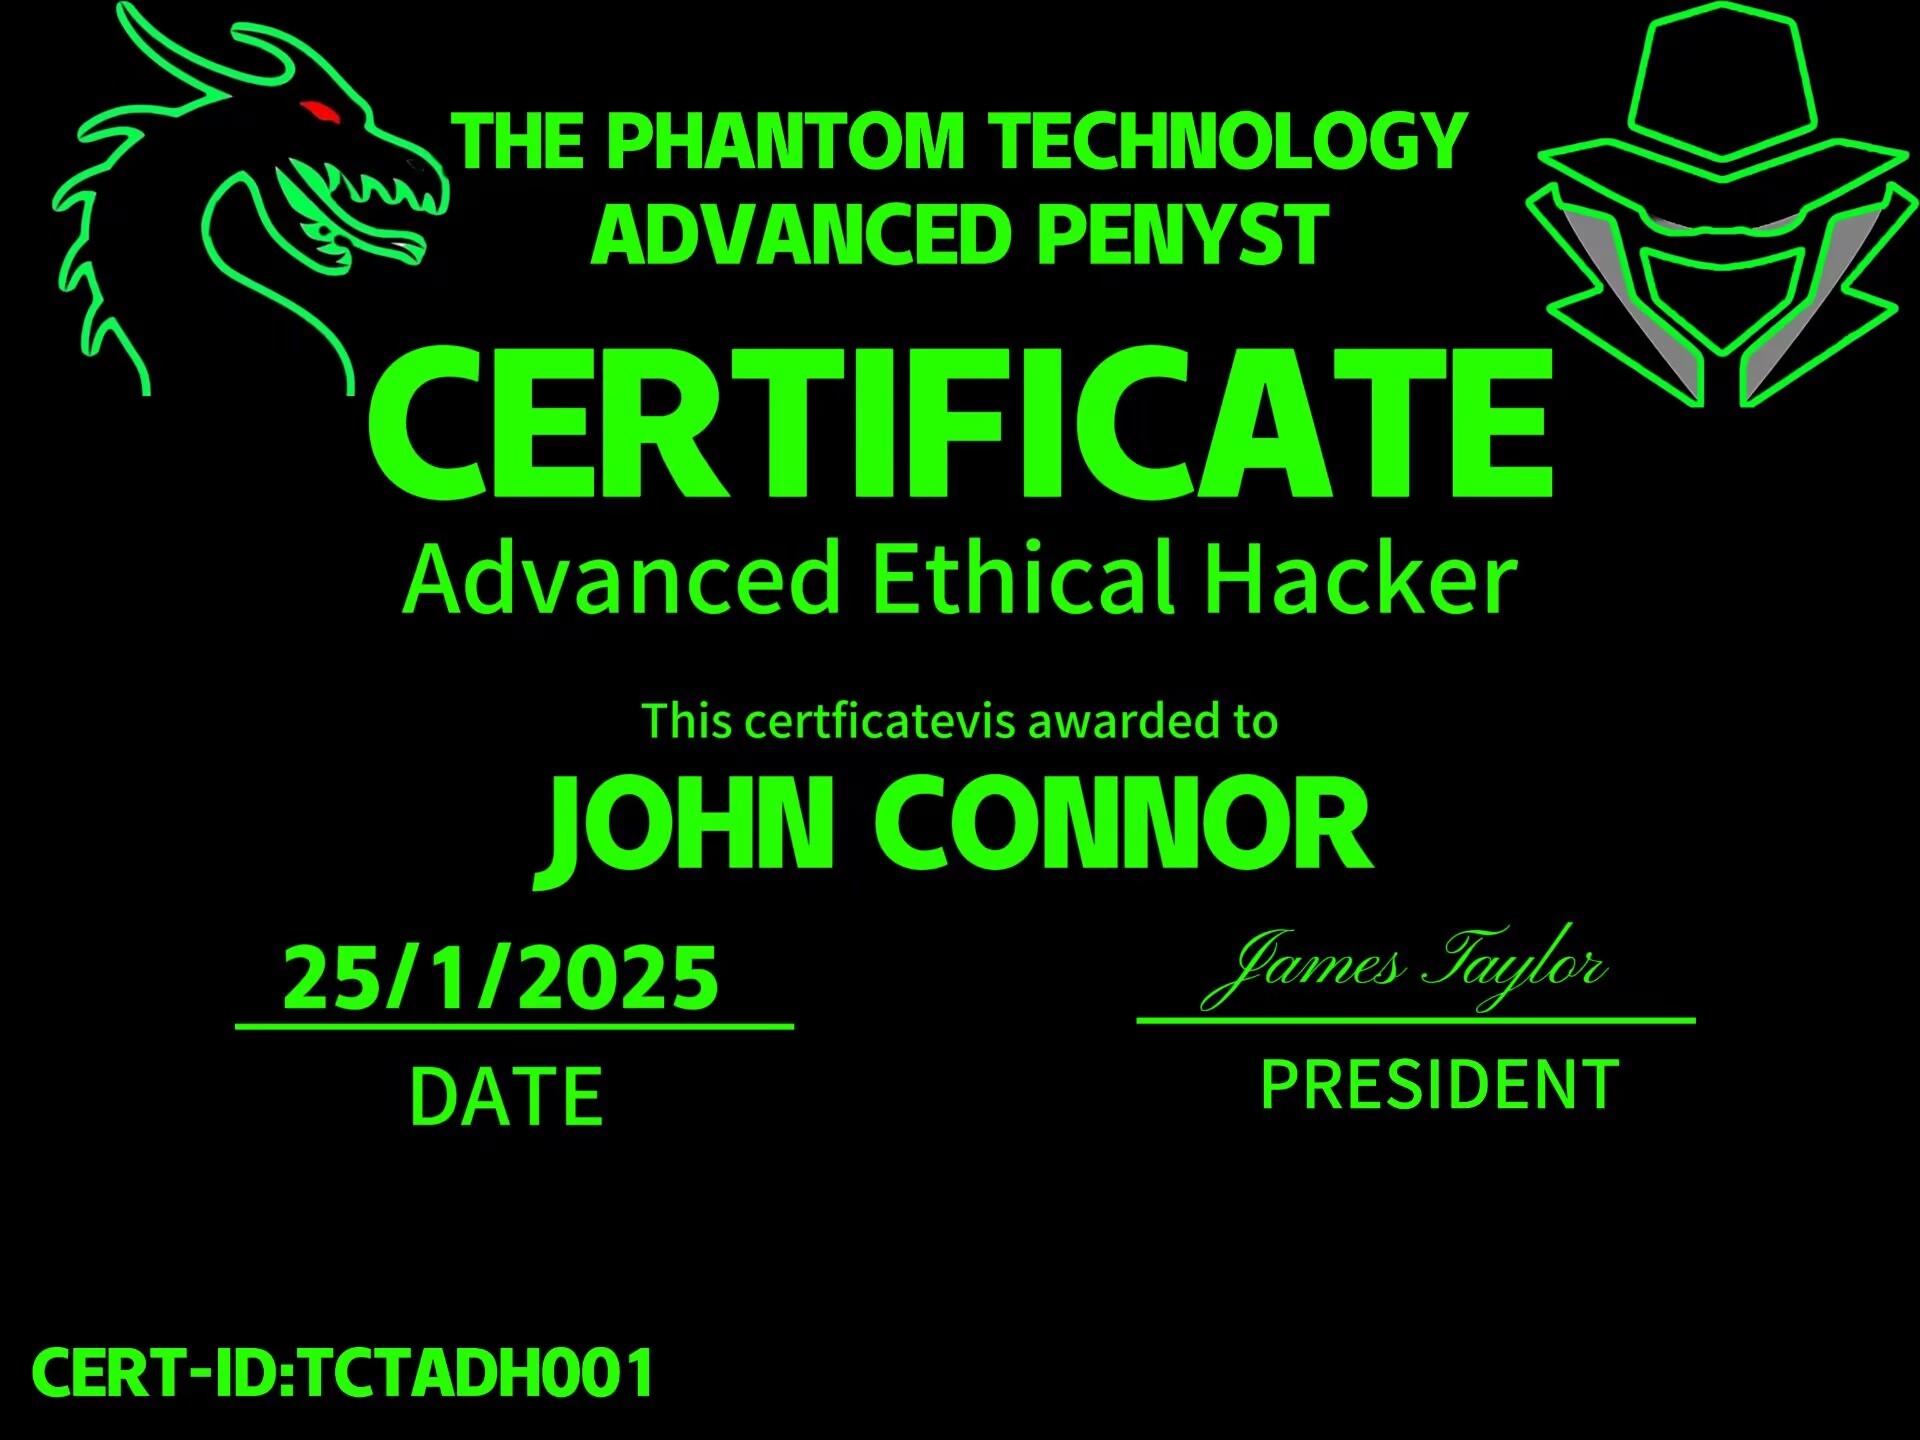 THE PHANTOM TECHNOLOGY
ADVANCED PENYST
CERTIFICATE
Advanced Ethical Hacker
This certficatevis awarded to
JOHN CONNOR
25/1/2025
James Taylor
DATE
PRESIDENT
CERT-ID:TCTADH001